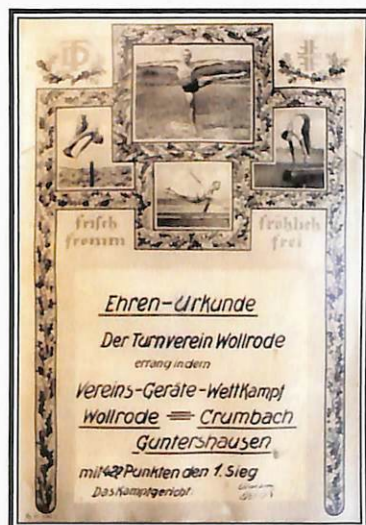 frisch
fromm
fröhlich
frei
Ehren-Urkunde
Der Turnverein Wollrode
errang in dem
Vereins-Geräte-Wettkampf
Wollrode = Crumbach
Guntershausen
mit Punkten den 1. Sieg
Das Kampfgericht: